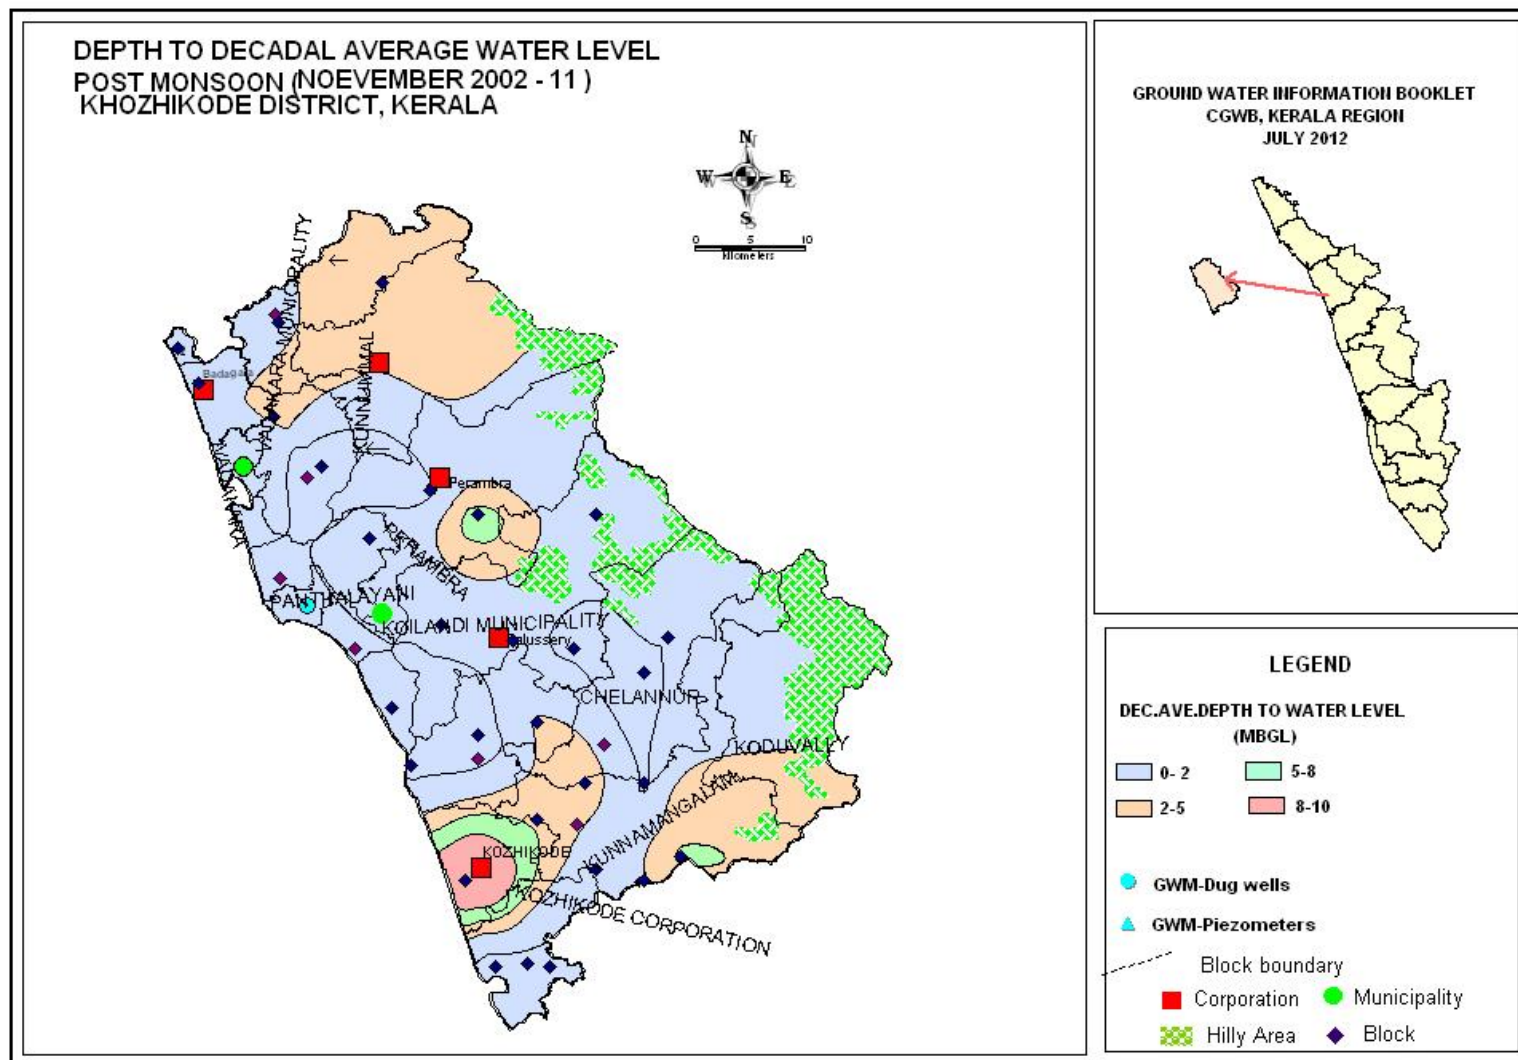 DEPTH TO DECADAL AVERAGE WATER LEVEL
POST MONSOON (NOEVEMBER 2002 - 11 )
KHOZHIKODE DISTRICT, KERALA
N
W E
S
0 5 10
kilometers
GROUND WATER INFORMATION BOOKLET
CGWB, KERALA REGION
JULY 2012
MUNICIPALITY
KUNNUMMAL
Badagara
Perambra
PERAMBRA
PANTHALAYANI
KOILANDI MUNICIPALITY
Balussery
CHELANNUR
KODUVALLY
KUNNAMANGALAM
KOZHIKODE
KOZHIKODE CORPORATION
LEGEND
DEC.AVE.DEPTH TO WATER LEVEL
(MBGL)
0- 2 5-8
2-5 8-10
GWM-Dug wells
GWM-Piezometers
Block boundary
Corporation Municipality
Hilly Area Block